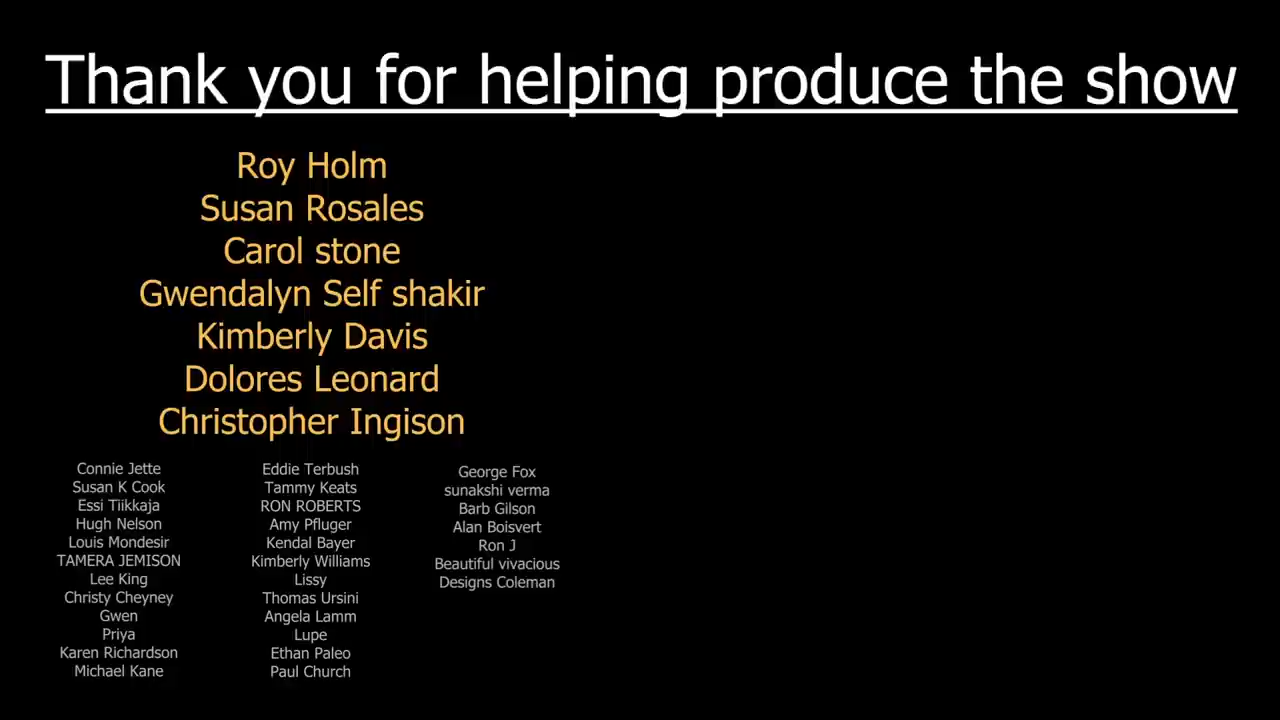 Thank you for helping produce the show
Roy Holm
Susan Rosales
Carol stone
Gwendalyn Self shakir
Kimberly Davis
Dolores Leonard
Christopher Ingison
Connie Jette
Susan K Cook
Essi Tiikkaja
Hugh Nelson
Louis Mondesir
TAMERA JEMISON
Lee King
Christy Cheyney
Gwen
Priya
Karen Richardson
Michael Kane
Eddie Terbush
Tammy Keats
RON ROBERTS
Amy Pfluger
Kendal Bayer
Kimberly Williams
Lissy
Thomas Ursini
Angela Lamm
Lupe
Ethan Paleo
Paul Church
George Fox
sunakshi verma
Barb Gilson
Alan Boisvert
Ron J
Beautiful vivacious
Designs Coleman